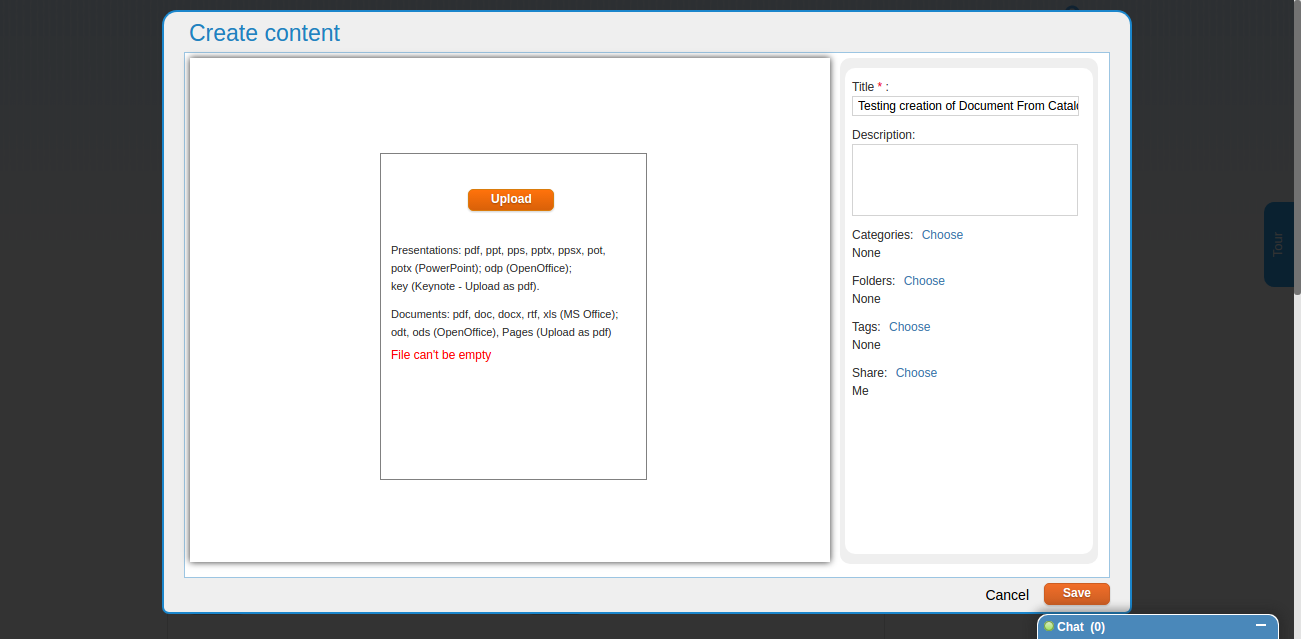 Create content
Upload
Presentations: pdf, ppt, pps, pptx, ppsx, pot,
potx (PowerPoint); odp (OpenOffice);
key (Keynote - Upload as pdf).
Documents: pdf, doc, docx, rtf, xls (MS Office);
odt, ods (OpenOffice), Pages (Upload as pdf)
File can't be empty
Title * :
Testing creation of Document From Catal
Description:
Categories: Choose
None
Folders: Choose
None
Tags: Choose
None
Share: Choose
Me
Tour
Cancel
Save
Chat (0)